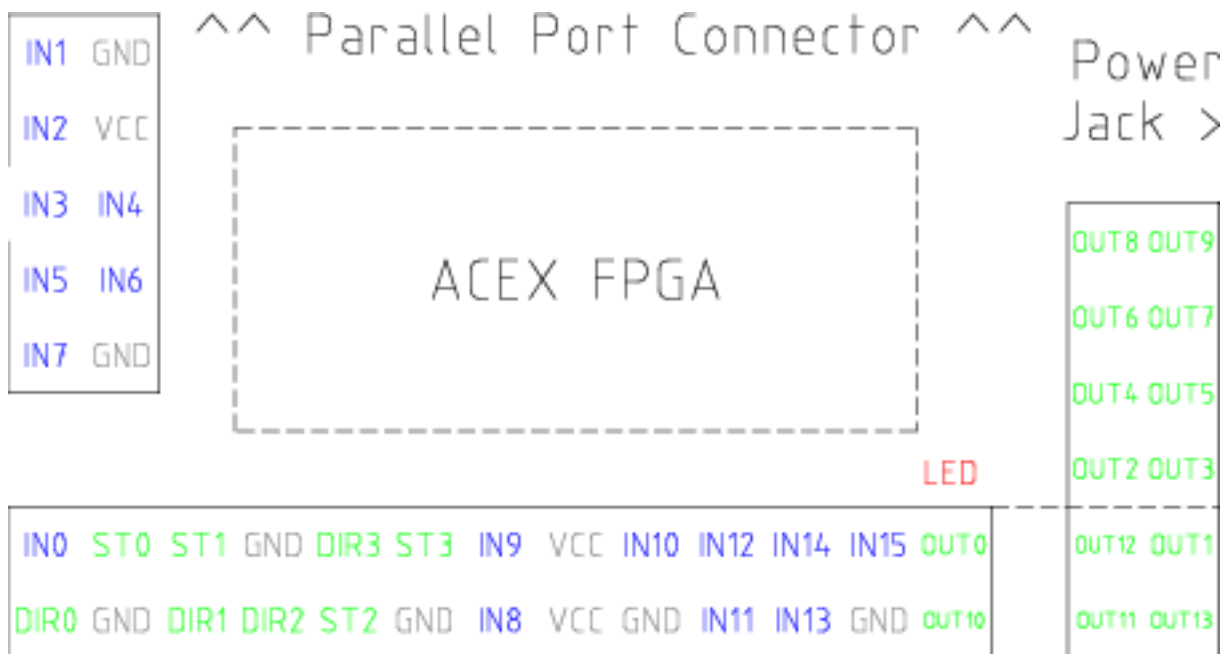 ^^ Parallel Port Connector ^^
Power
Jack >
IN1 GND
IN2 VCC
IN3 IN4
IN5 IN6
IN7 GND
ACEX FPGA
OUT8 OUT9
OUT6 OUT7
OUT4 OUT5
OUT2 OUT3
OUT12 OUT1
OUT11 OUT13
LED
IN0 ST0 ST1 GND DIR3 ST3 IN9 VCC IN10 IN12 IN14 IN15 OUT0
DIR0 GND DIR1 DIR2 ST2 GND IN8 VCC GND IN11 IN13 GND OUT10